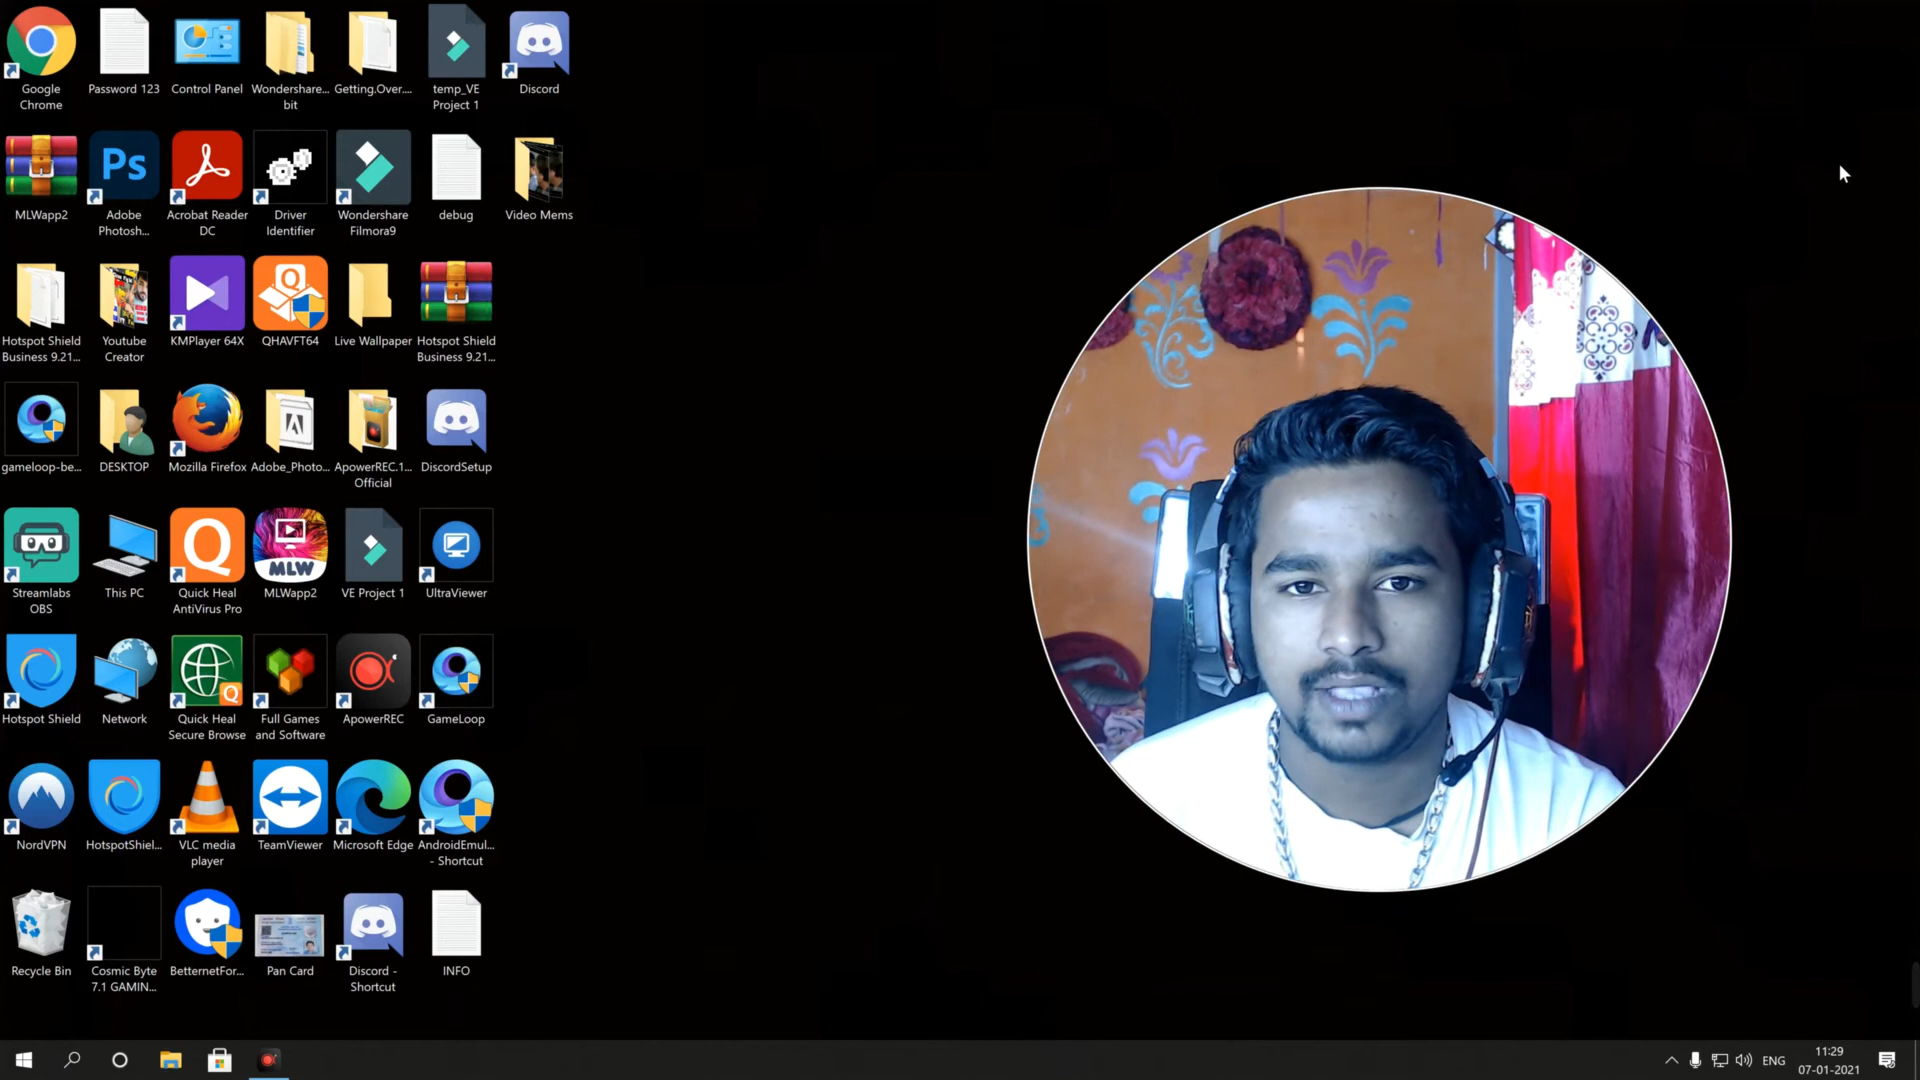 Google
Chrome
Password 123
Control Panel
Wondershare...
bit
Getting.Over....
temp_VE
Project 1
Discord
MLWapp2
Ps
Adobe
Photosh...
Acrobat Reader
DC
Driver
Identifier
Wondershare
Filmora9
debug
Video Mems
Hotspot Shield
Business 9.21...
Youtube
Creator
KMPlayer 64X
Q
QHAVFT64
Live Wallpaper
Hotspot Shield
Business 9.21...
gameloop-be...
DESKTOP
Mozilla Firefox
Adobe_Photo...
ApowerREC.1...
Official
DiscordSetup
Streamlabs
OBS
This PC
Q
Quick Heal
AntiVirus Pro
MLW
MLWapp2
VE Project 1
UltraViewer
Hotspot Shield
Network
Q
Quick Heal
Secure Browse
Full Games
and Software
ApowerREC
GameLoop
NordVPN
HotspotShiel...
VLC media
player
TeamViewer
Microsoft Edge
AndroidEmul...
- Shortcut
Recycle Bin
Cosmic Byte
7.1 GAMIN...
BetternetFor...
Pan Card
Discord -
Shortcut
INFO
ENG
11:29
07-01-2021